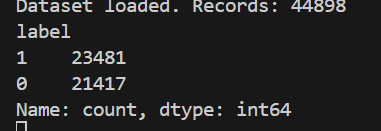 Dataset loaded. Records: 44898
label
1    23481
0    21417
Name: count, dtype: int64